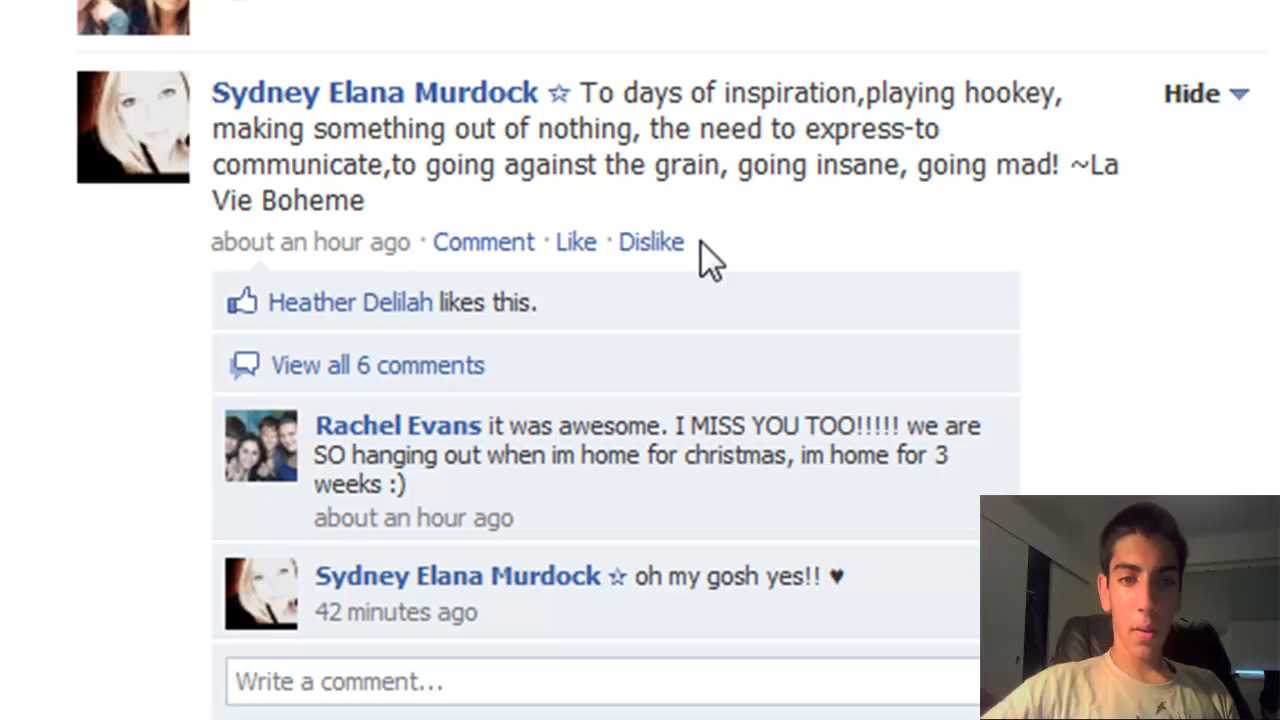 Sydney Elana Murdock ☆ To days of inspiration,playing hookey,
Hide
making something out of nothing, the need to express-to
communicate,to going against the grain, going insane, going mad! ~La
Vie Boheme
about an hour ago · Comment · Like · Dislike
Heather Delilah likes this.
View all 6 comments
Rachel Evans it was awesome. I MISS YOU TOO!!!!! we are
SO hanging out when im home for christmas, im home for 3
weeks :)
about an hour ago
Sydney Elana Murdock ☆ oh my gosh yes!! ♥
42 minutes ago
Write a comment...